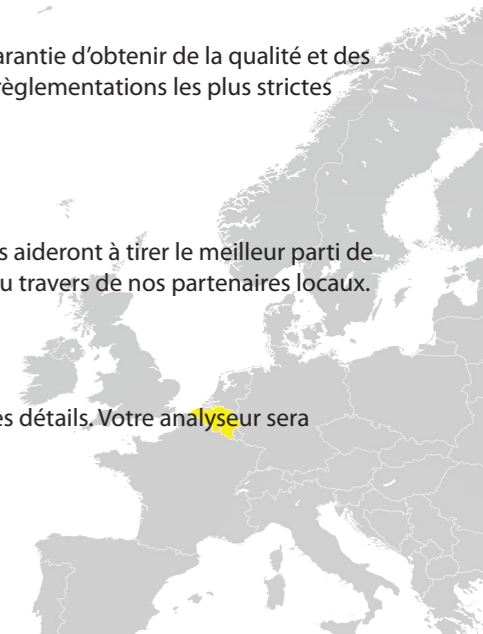 arantie d’obtenir de la qualité et des
règlementations les plus strictes
s aideront à tirer le meilleur parti de
u travers de nos partenaires locaux.
es détails. Votre analyseur sera